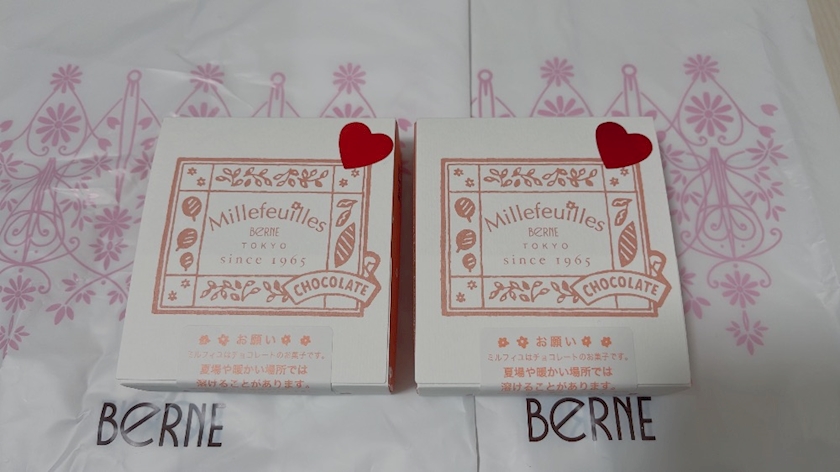 Millefeuilles
BERNE
TOKYO
since 1965
CHOCOLATE
お願い
ミルフィユはチョコレートのお菓子です。
夏場や暖かい場所では
溶けることがあります。
BERNE
Millefeuilles
BERNE
TOKYO
since 1965
CHOCOLATE
お願い
ミルフィユはチョコレートのお菓子です。
夏場や暖かい場所では
溶けることがあります。
BERNE